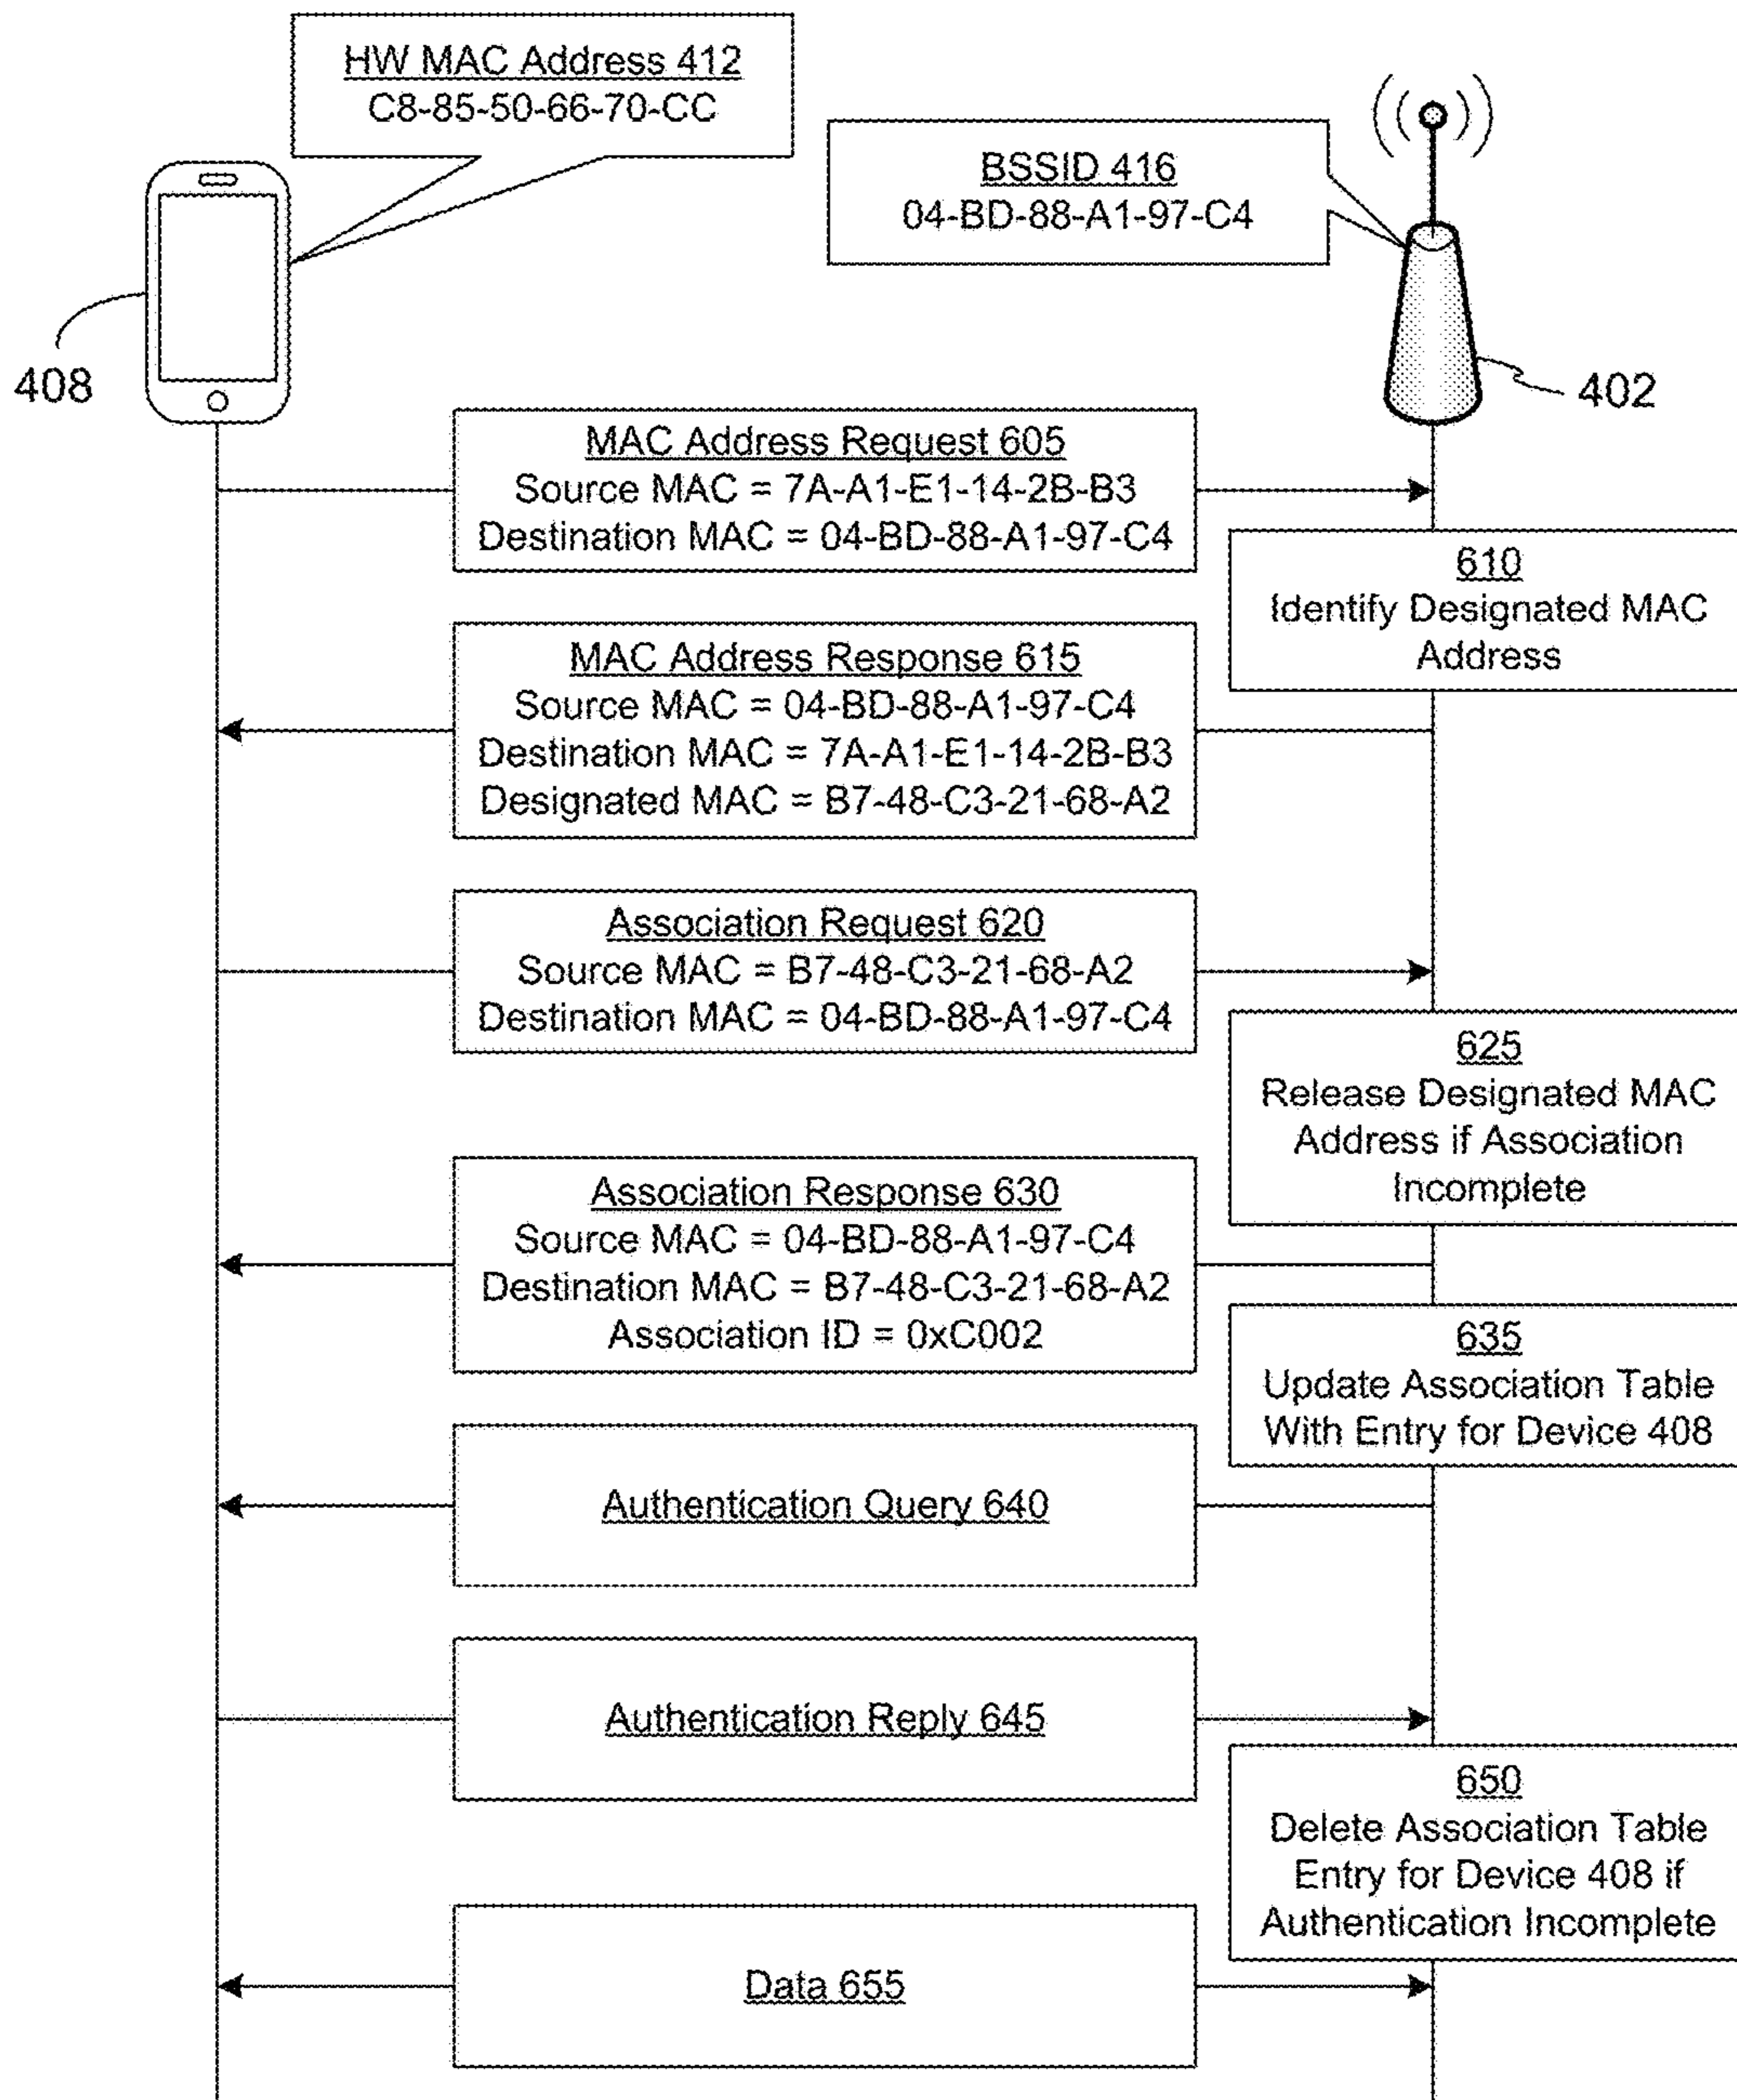 HW MAC Address 412
C8-85-50-66-70-CC
BSSID 416
04-BD-88-A1-97-C4
408
402
MAC Address Request 605
Source MAC = 7A-A1-E1-14-2B-B3
Destination MAC = 04-BD-88-A1-97-C4
610
Identify Designated MAC
Address
MAC Address Response 615
Source MAC = 04-BD-88-A1-97-C4
Destination MAC = 7A-A1-E1-14-2B-B3
Designated MAC = B7-48-C3-21-68-A2
Association Request 620
Source MAC = B7-48-C3-21-68-A2
Destination MAC = 04-BD-88-A1-97-C4
625
Release Designated MAC
Address if Association
Incomplete
Association Response 630
Source MAC = 04-BD-88-A1-97-C4
Destination MAC = B7-48-C3-21-68-A2
Association ID = 0xC002
635
Update Association Table
With Entry for Device 408
Authentication Query 640
Authentication Reply 645
650
Delete Association Table
Entry for Device 408 if
Authentication Incomplete
Data 655